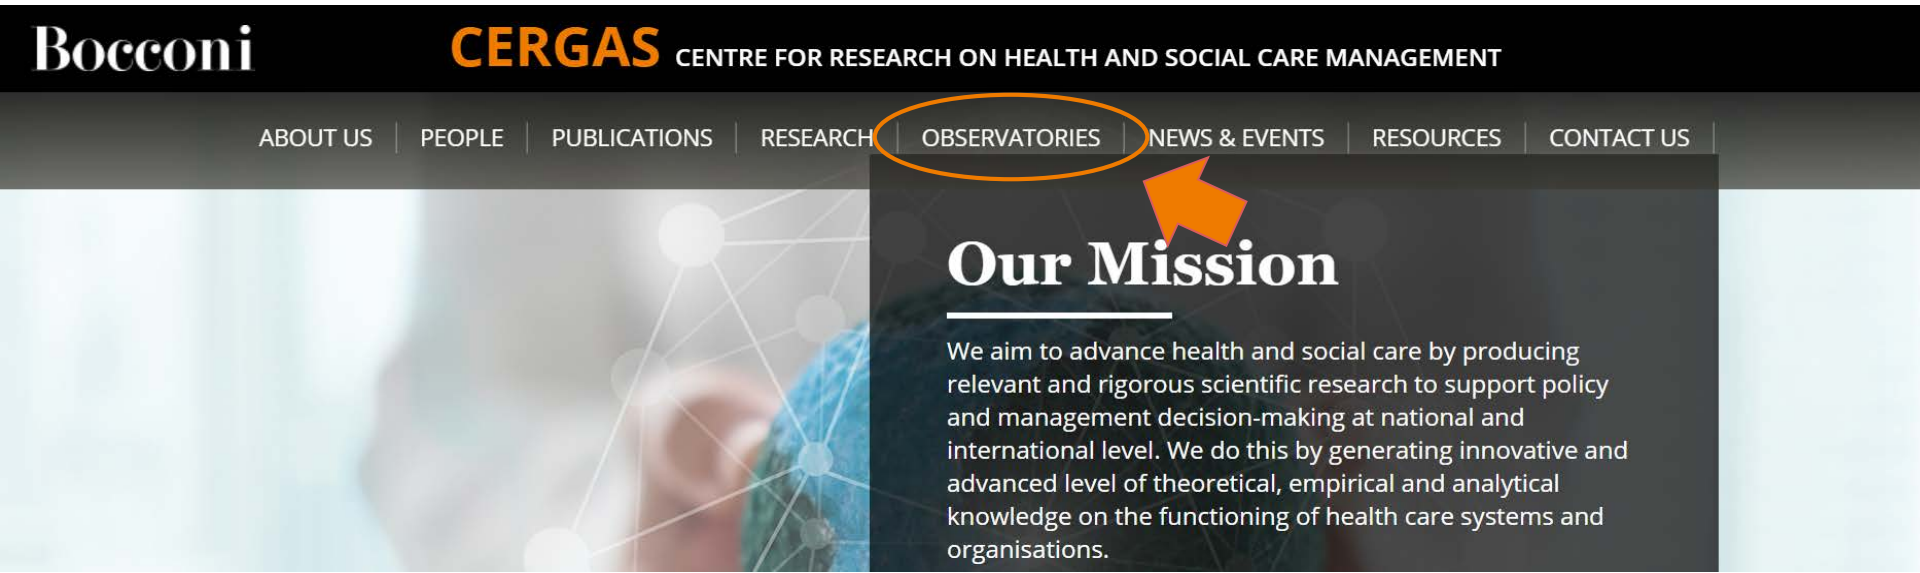 Bocconi
CERGAS CENTRE FOR RESEARCH ON HEALTH AND SOCIAL CARE MANAGEMENT
ABOUT US PEOPLE PUBLICATIONS RESEARCH OBSERVATORIES NEWS & EVENTS RESOURCES CONTACT US
Our Mission
We aim to advance health and social care by producing
relevant and rigorous scientific research to support policy
and management decision-making at national and
international level. We do this by generating innovative and
advanced level of theoretical, empirical and analytical
knowledge on the functioning of health care systems and
organisations.